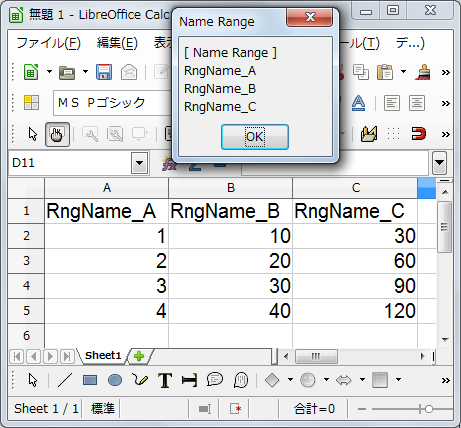 無題 1 - LibreOffice Calc
Name Range
[ Name Range ]
RngName_A
RngName_B
RngName_C
OK
ファイル(F) 編集(E) 表示 ール(T) デ...)
ＭＳ Ｐゴシック
A
D11
A B C
1 RngName_A RngName_B RngName_C
2 1 10 30
3 2 20 60
4 3 30 90
5 4 40 120
6
Sheet1
T
Sheet 1 / 1 標準 合計=0